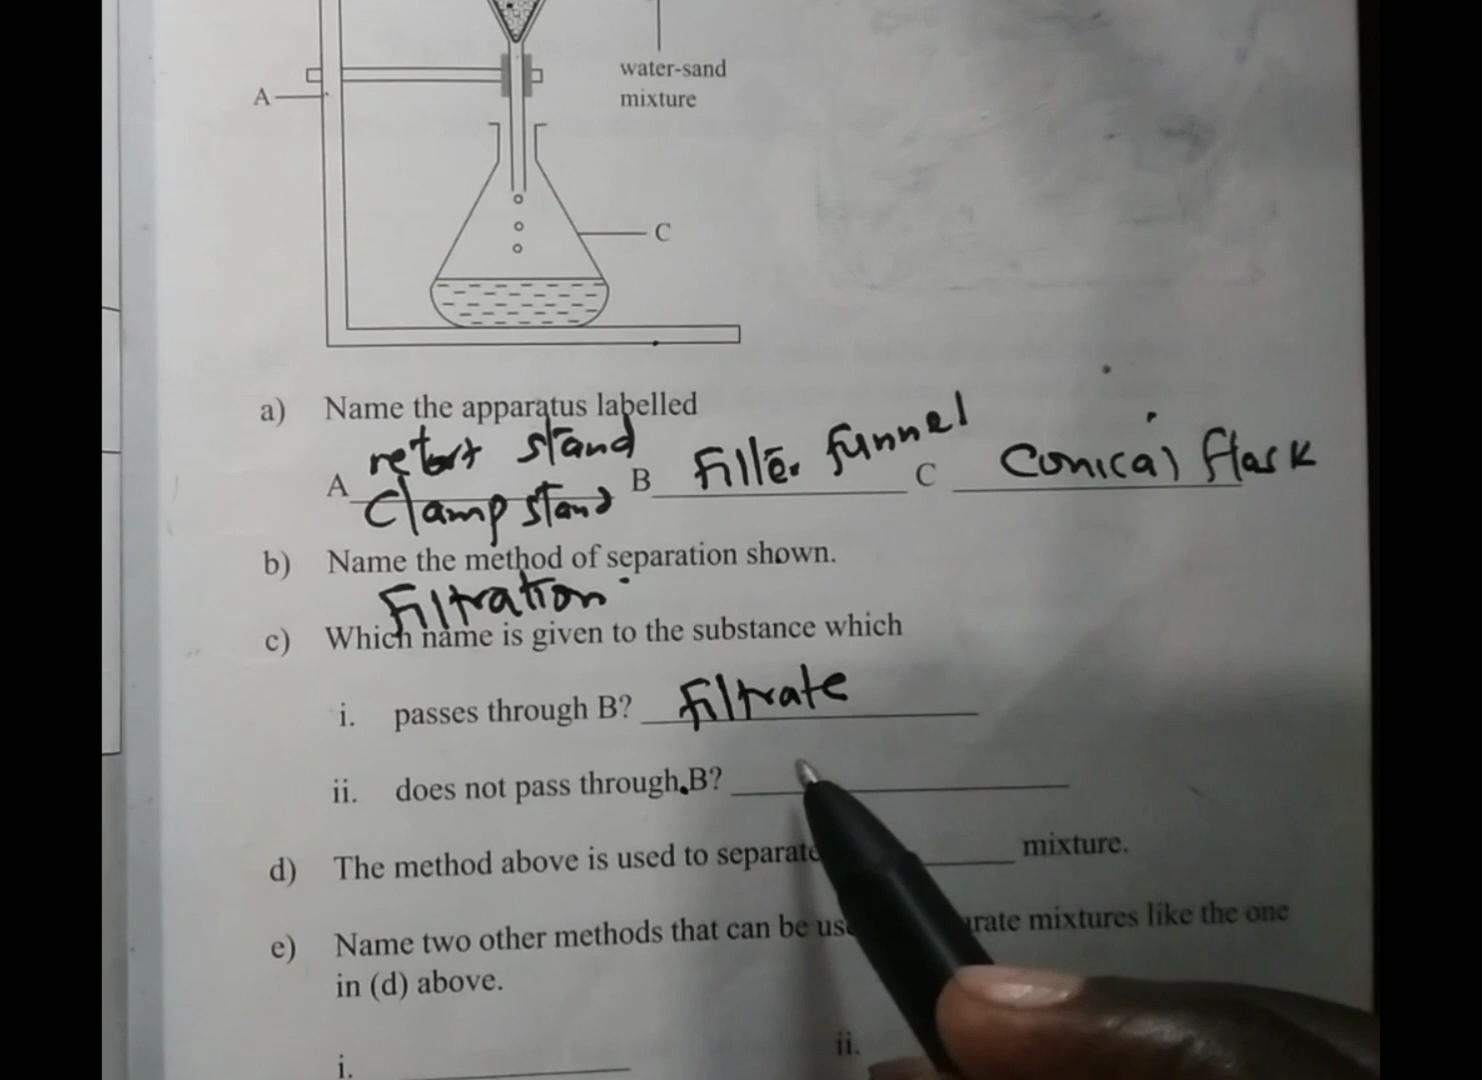 water-sand
mixture
A
C
a) Name the apparatus labelled
retort stand
A B Filter funnel C Conical flask
clamp stand
b) Name the method of separation shown.
Filtration
c) Which name is given to the substance which
i. passes through B? Filtrate
ii. does not pass through B?
d) The method above is used to separate mixture.
e) Name two other methods that can be mixtures like the one
in (d) above.
i. ii.